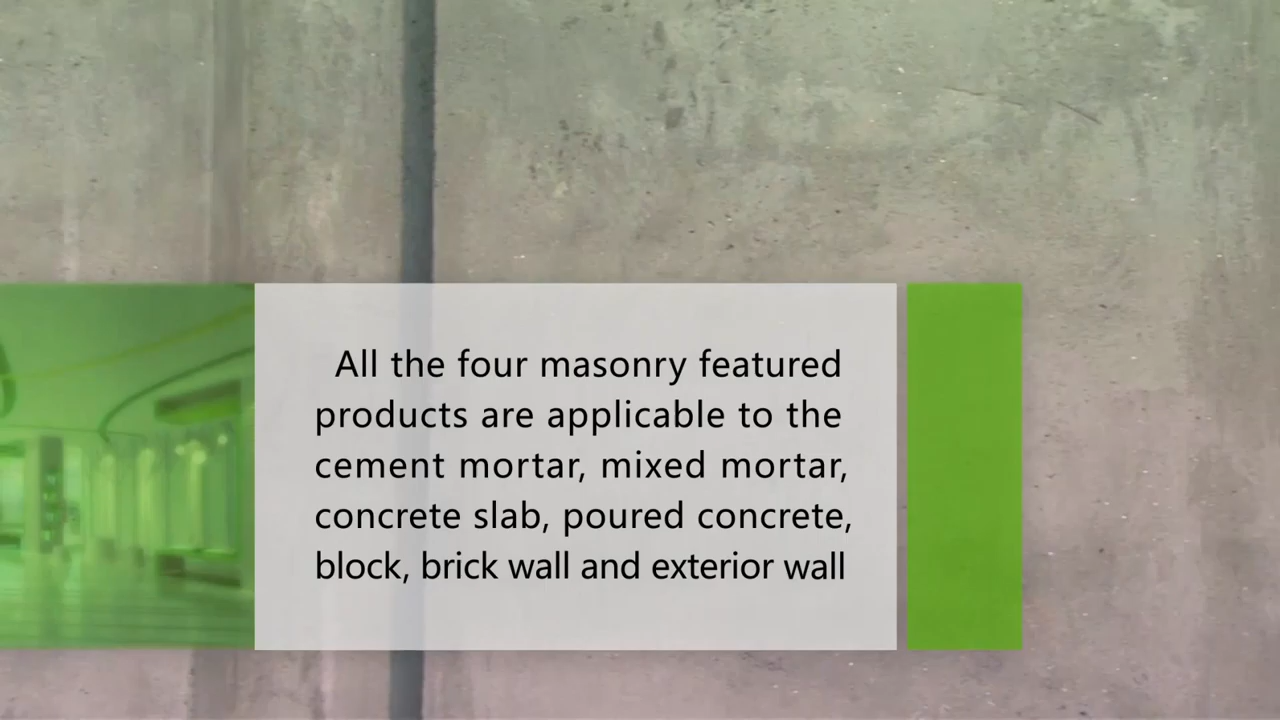 All the four masonry featured
products are applicable to the
cement mortar, mixed mortar,
concrete slab, poured concrete,
block, brick wall and exterior wall